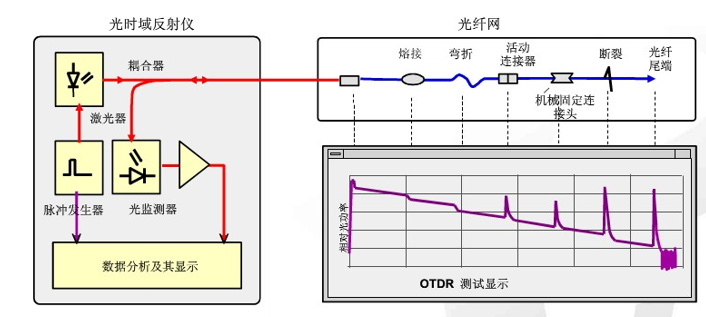 光时域反射仪
光纤网
耦合器
激光器
脉冲发生器
光监测器
数据分析及其显示
熔接
弯折
活动
连接器
机械固定连
接头
断裂
光纤
尾端
相对光功率
OTDR 测试显示